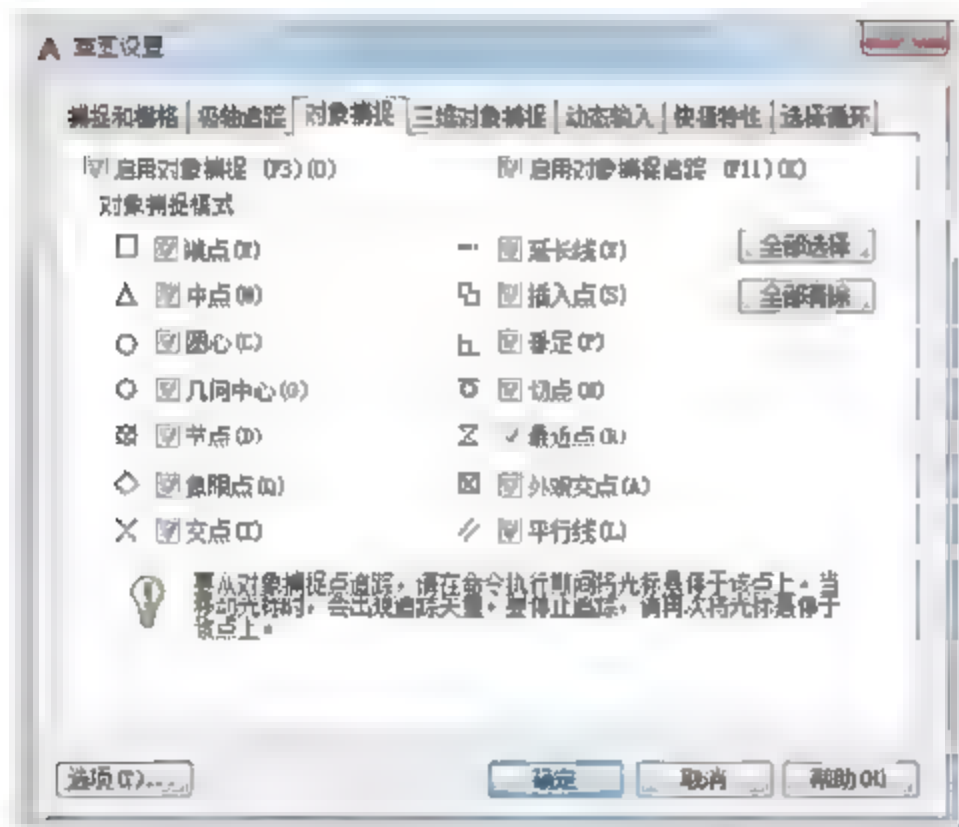 草图设置
捕捉和栅格 极轴追踪 对象捕捉 三维对象捕捉 动态输入 快捷特性 选择循环
启用对象捕捉 (F3)(O) 启用对象捕捉追踪 (F11)(K)
对象捕捉模式
端点(E) 延长线(X) 全部选择
中点(M) 插入点(S) 全部清除
圆心(C) 垂足(P)
几何中心(G) 切点(N)
节点(D) 最近点(R)
象限点(Q) 外观交点(A)
交点(I) 平行线(L)
要从对象捕捉点追踪，请在命令执行期间将光标悬停于该点上。当
移动光标时，会出现追踪矢量。要停止追踪，请再次将光标悬停于
该点上。
选项(T)... 确定 取消 帮助(H)